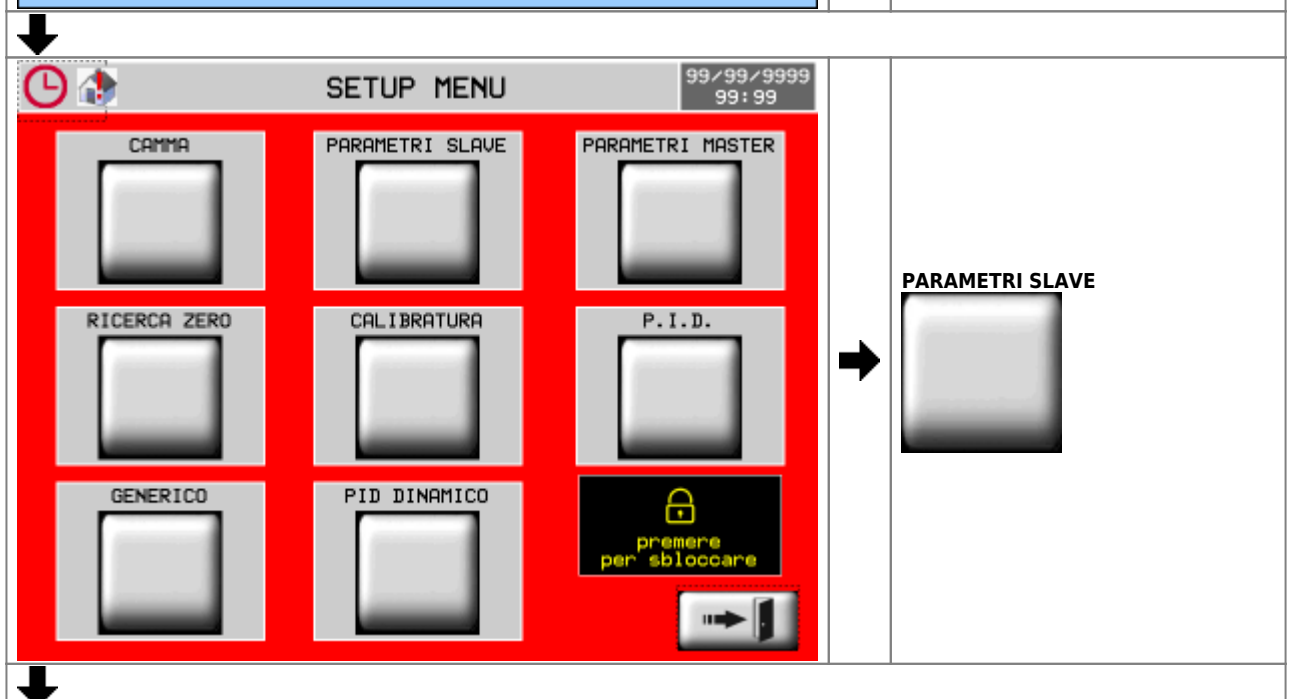 SETUP MENU
99/99/9999
99:99
CAMMA
PARAMETRI SLAVE
PARAMETRI MASTER
RICERCA ZERO
CALIBRATURA
P.I.D.
GENERICO
PID DINAMICO
premere
per sbloccare
PARAMETRI SLAVE